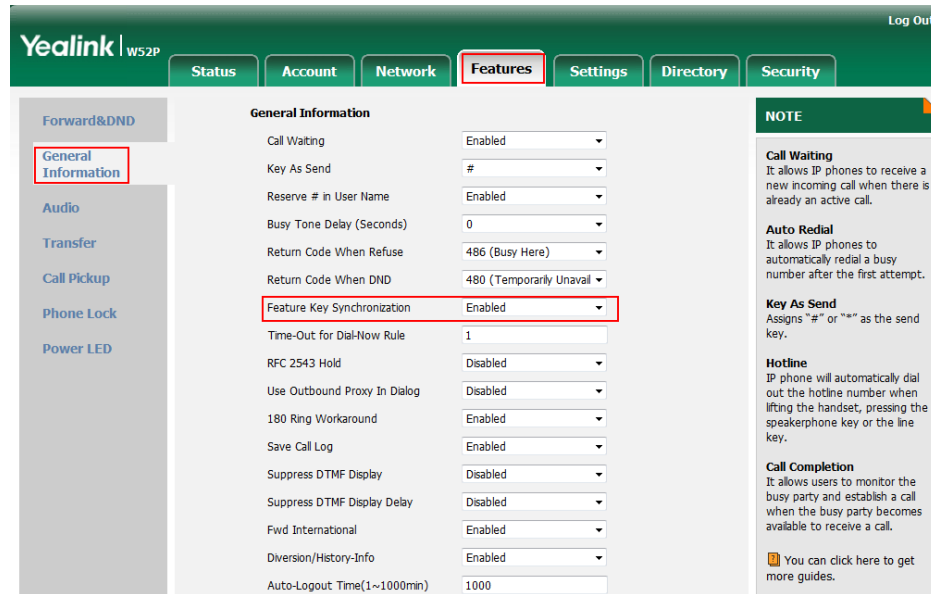 Log Out
Yealink W52P
Status Account Network Features Settings Directory Security
Forward&DND
General
Information
Audio
Transfer
Call Pickup
Phone Lock
Power LED
General Information
Call Waiting Enabled
Key As Send #
Reserve # in User Name Enabled
Busy Tone Delay (Seconds) 0
Return Code When Refuse 486 (Busy Here)
Return Code When DND 480 (Temporarily Unavail
Feature Key Synchronization Enabled
Time-Out for Dial-Now Rule 1
RFC 2543 Hold Disabled
Use Outbound Proxy In Dialog Disabled
180 Ring Workaround Enabled
Save Call Log Enabled
Suppress DTMF Display Disabled
Suppress DTMF Display Delay Disabled
Fwd International Enabled
Diversion/History-Info Enabled
Auto-Logout Time(1~1000min) 1000
NOTE
Call Waiting
It allows IP phones to receive a
new incoming call when there is
already an active call.
Auto Redial
It allows IP phones to
automatically redial a busy
number after the first attempt.
Key As Send
Assigns "#" or "*" as the send
key.
Hotline
IP phone will automatically dial
out the hotline number when
lifting the handset, pressing the
speakerphone key or the line
key.
Call Completion
It allows users to monitor the
busy party and establish a call
when the busy party becomes
available to receive a call.
You can click here to get
more guides.